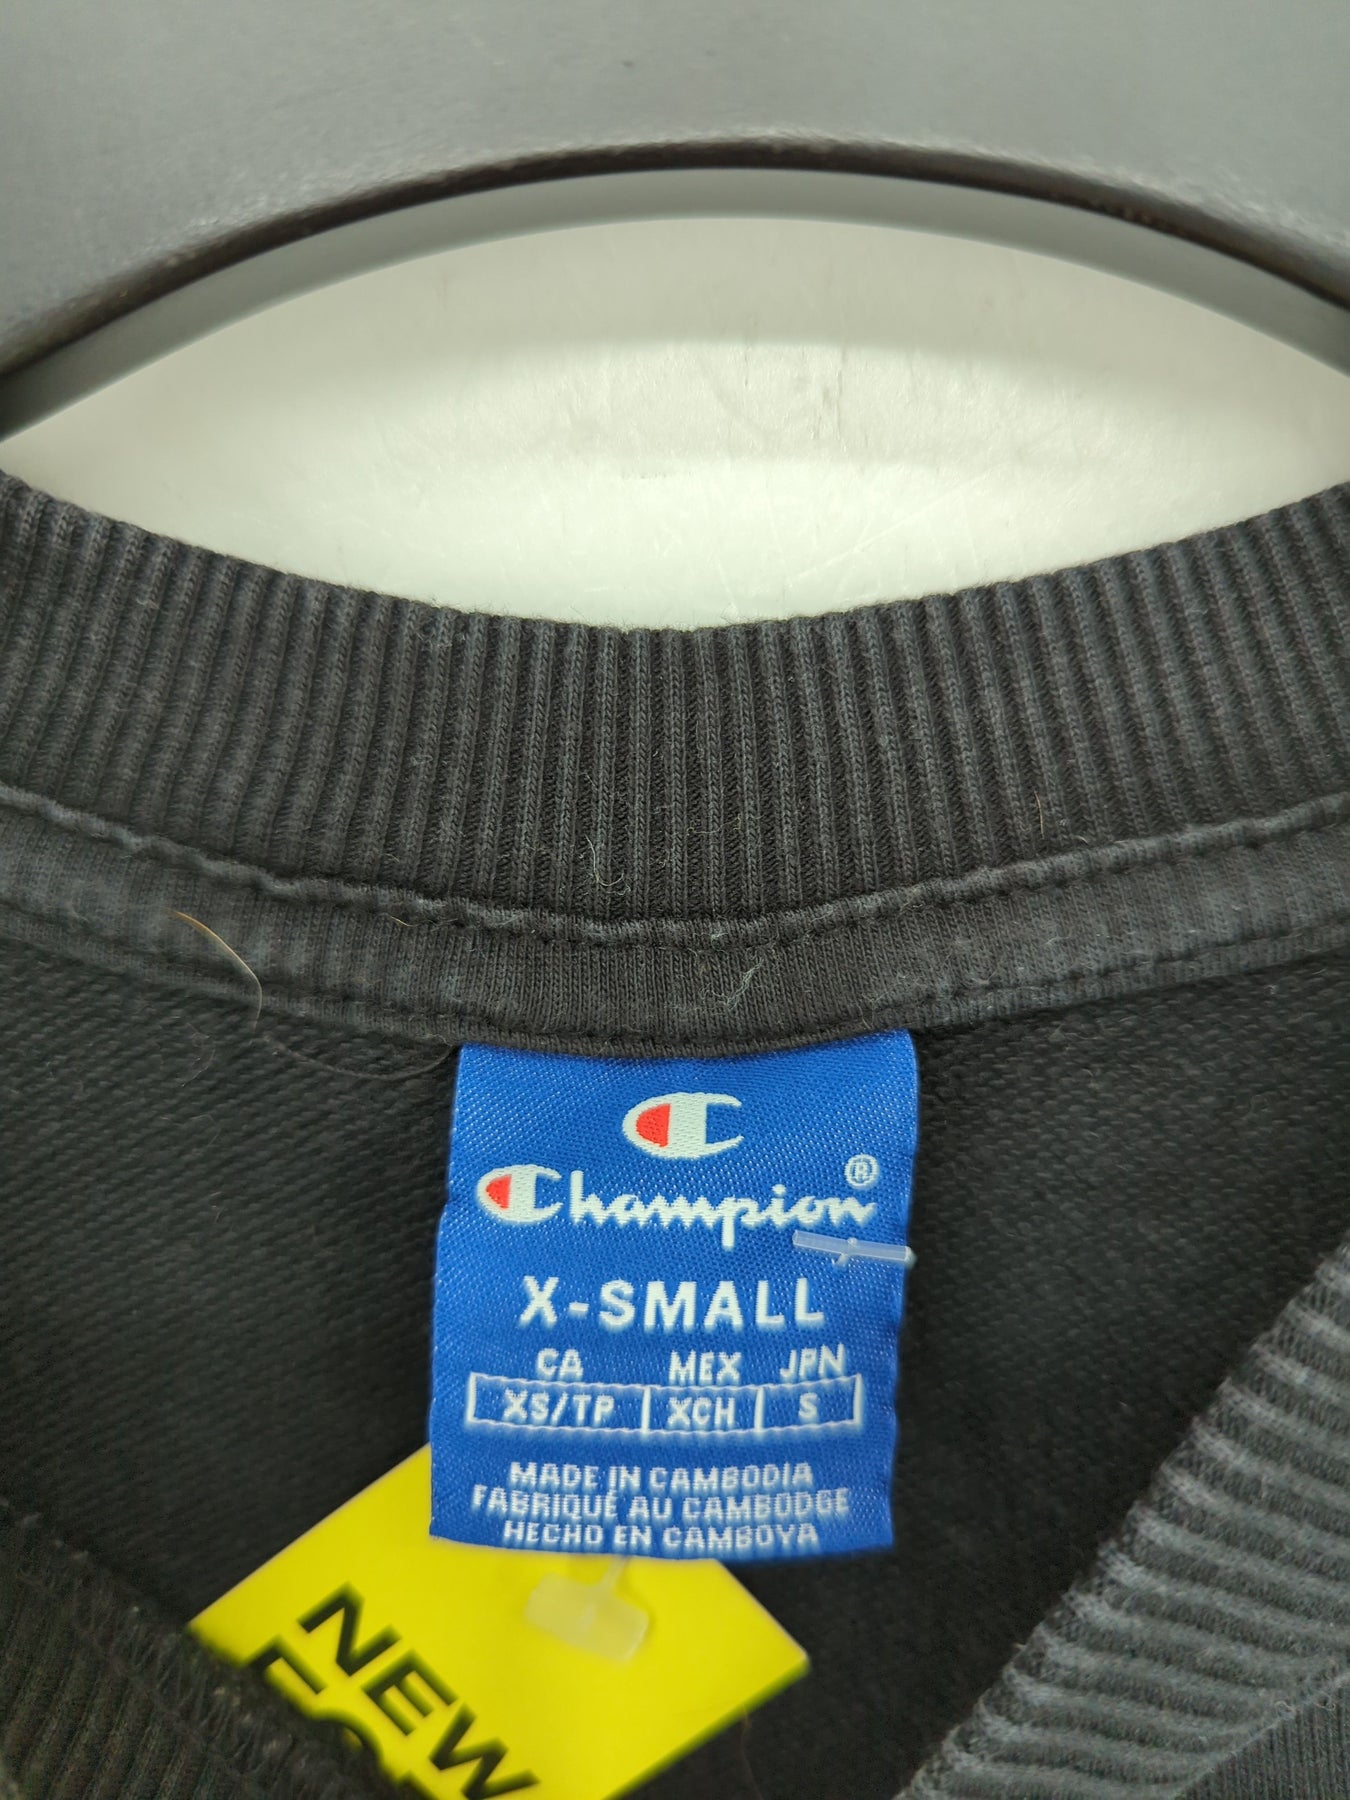 Champion®
X-SMALL
CA MEX JPN
XS/TP XCH S
MADE IN CAMBODIA
FABRIQUÉ AU CAMBODGE
HECHO EN CAMBOYA
NEW